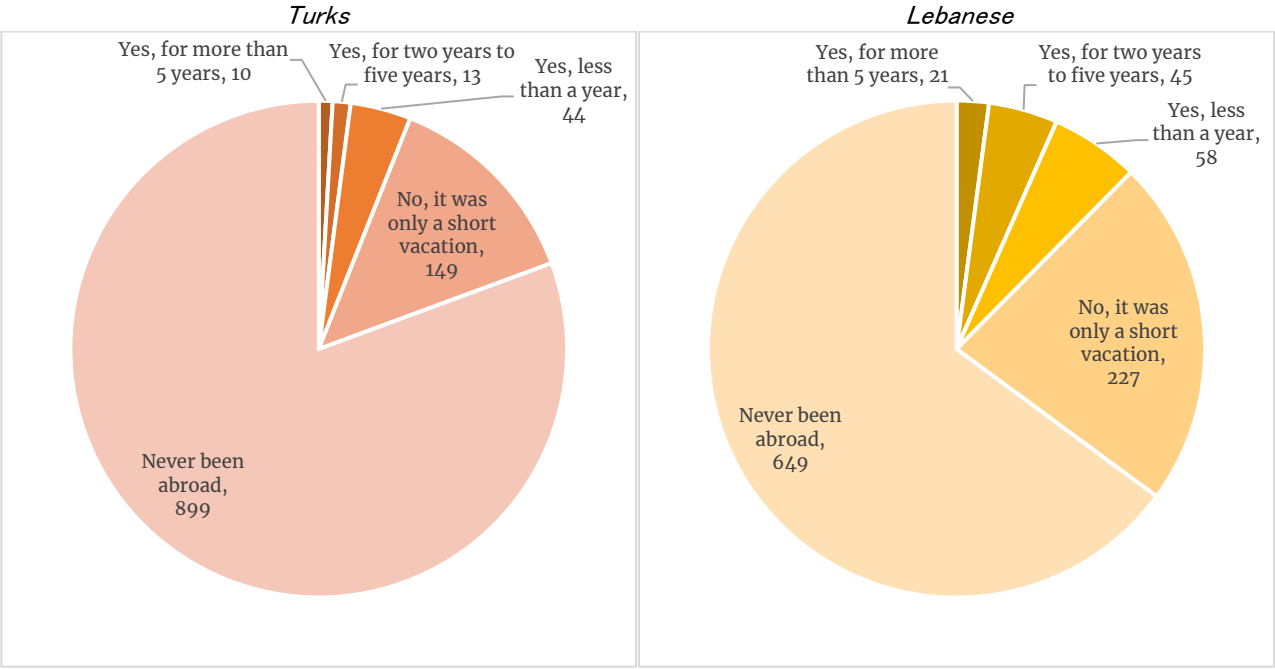 Turks
Yes, for more than
5 years, 10
Yes, for two years to
five years, 13
Yes, less
than a year,
44
No, it was
only a short
vacation,
149
Never been
abroad,
899
Lebanese
Yes, for more
than 5 years, 21
Yes, for two years
to five years, 45
Yes, less
than a year,
58
No, it was
only a short
vacation,
227
Never been
abroad,
649